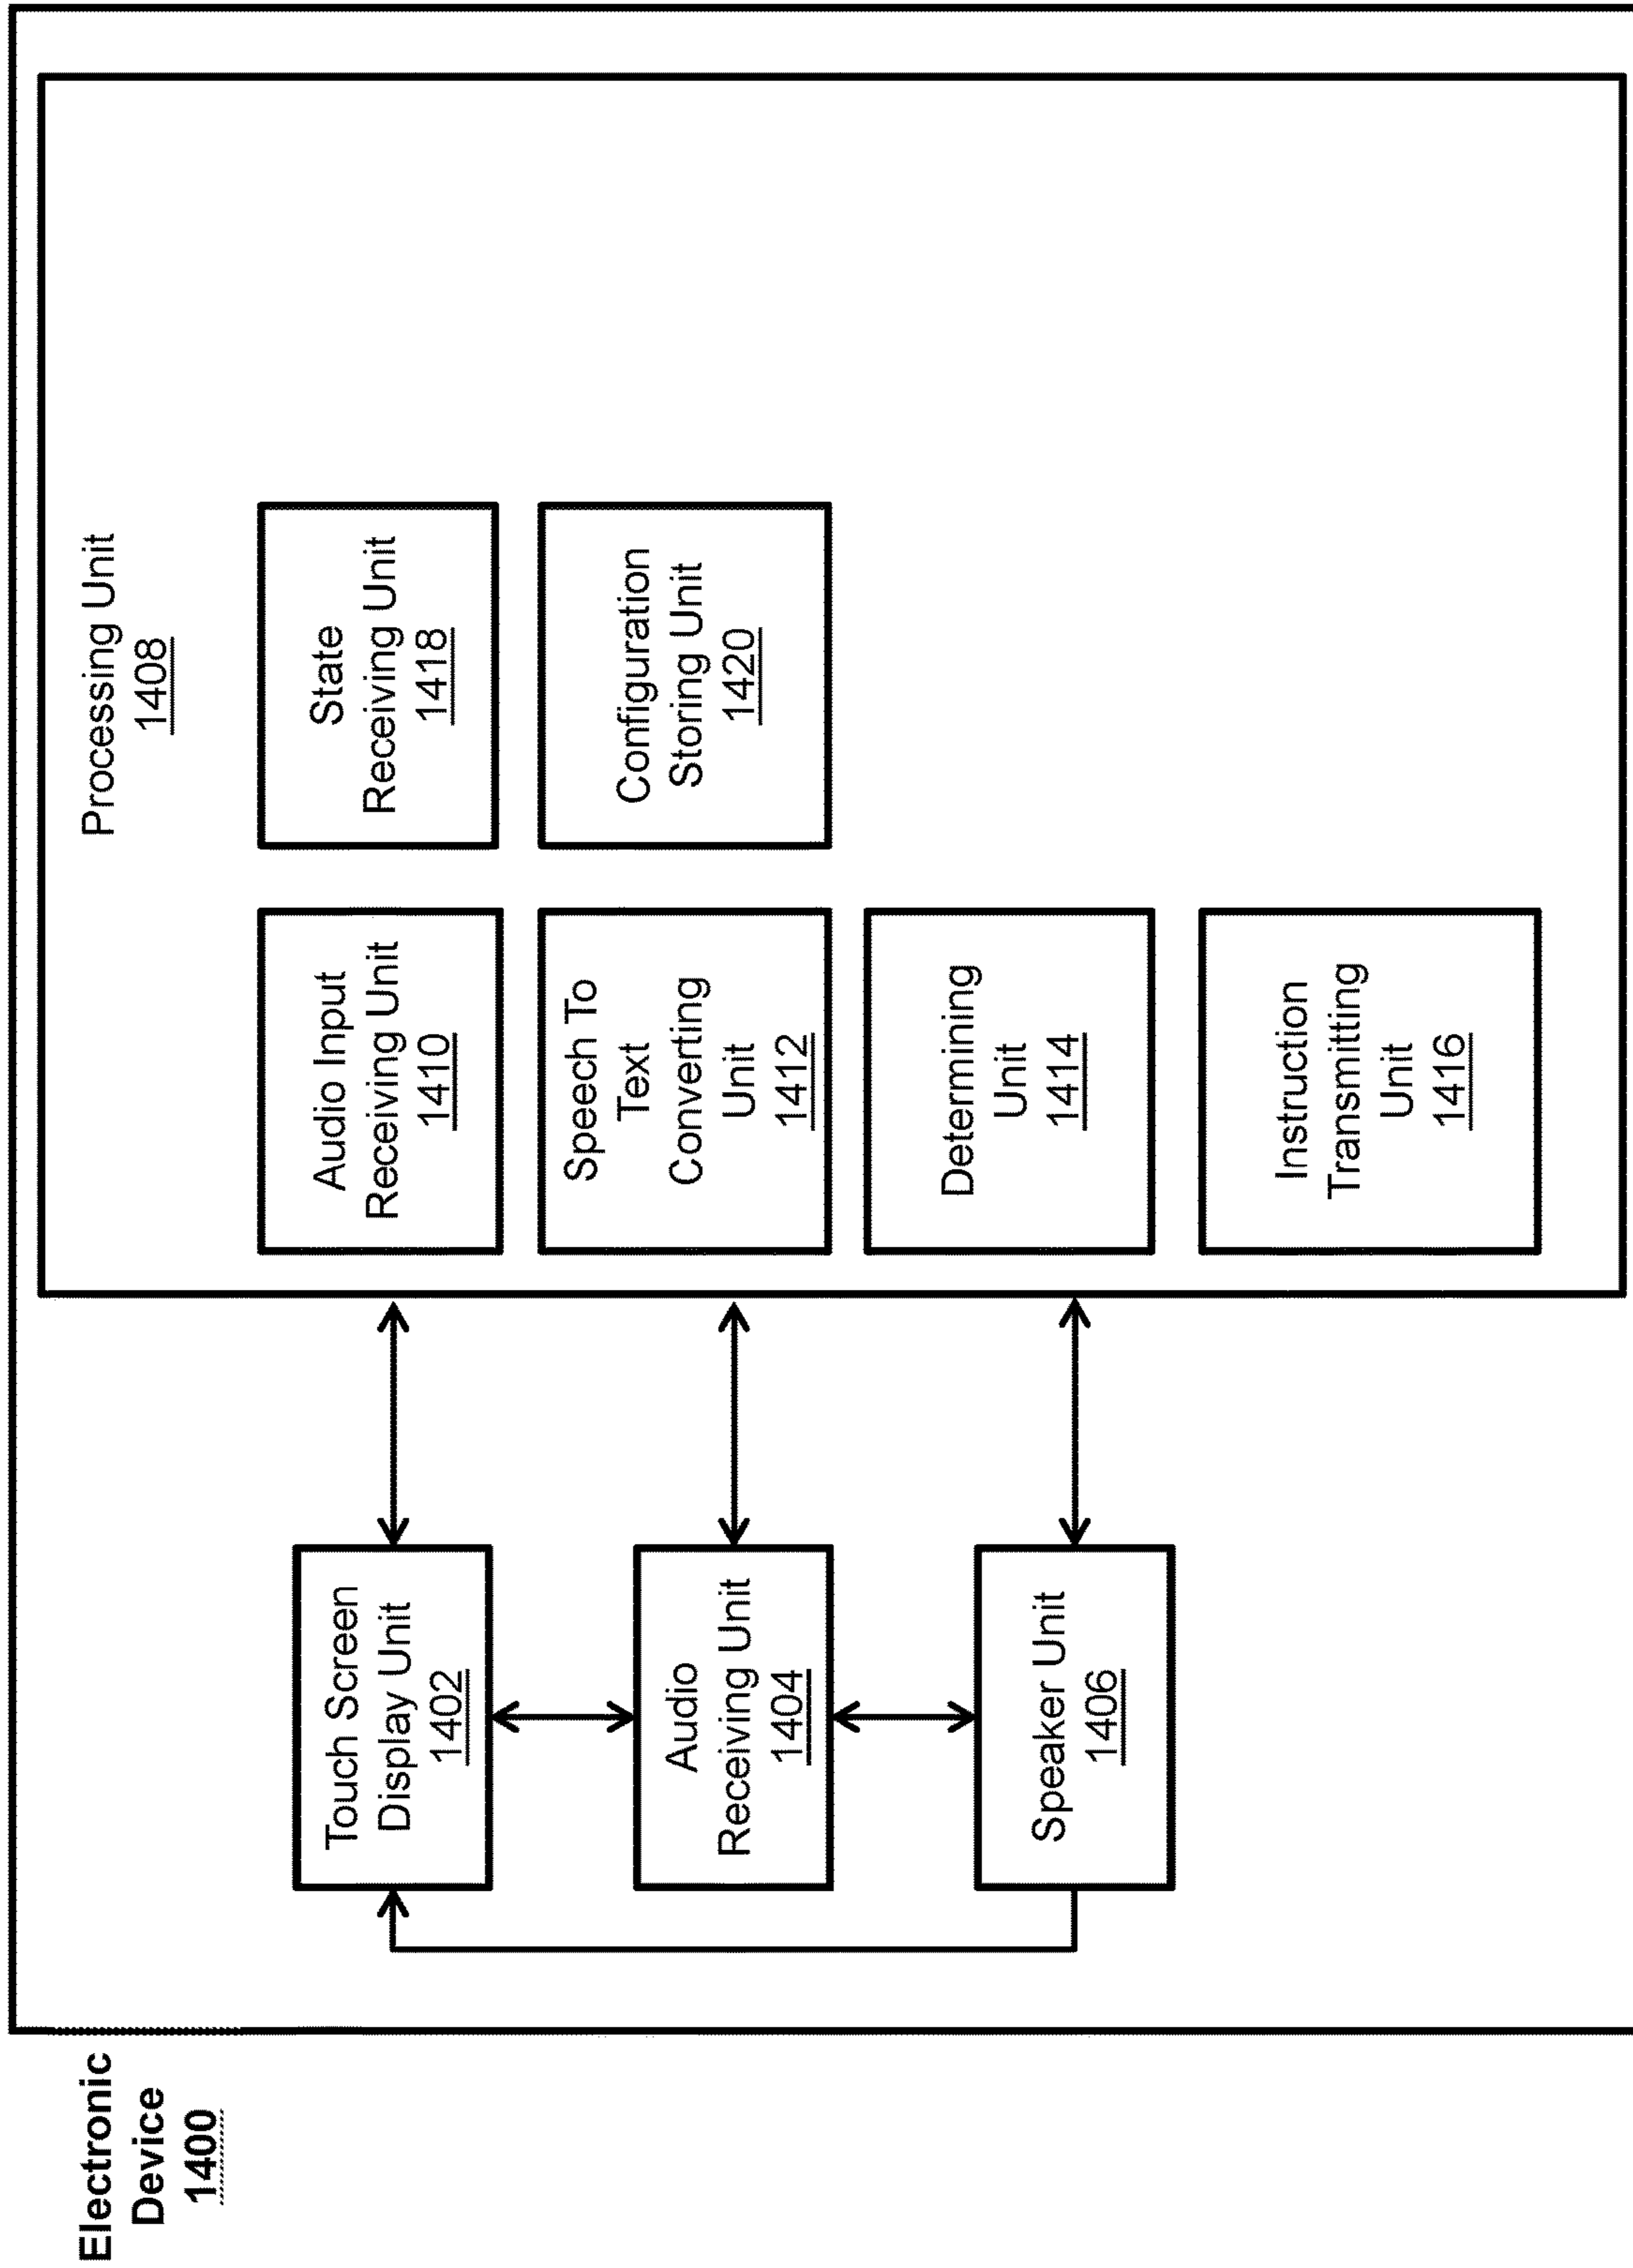 Electronic
Device
1400
Processing Unit
1408
Touch Screen
Display Unit
1402
Audio
Receiving Unit
1404
Speaker Unit
1406
Audio Input
Receiving Unit
1410
Speech To
Text
Converting
Unit
1412
Determining
Unit
1414
Instruction
Transmitting
Unit
1416
State
Receiving Unit
1418
Configuration
Storing Unit
1420